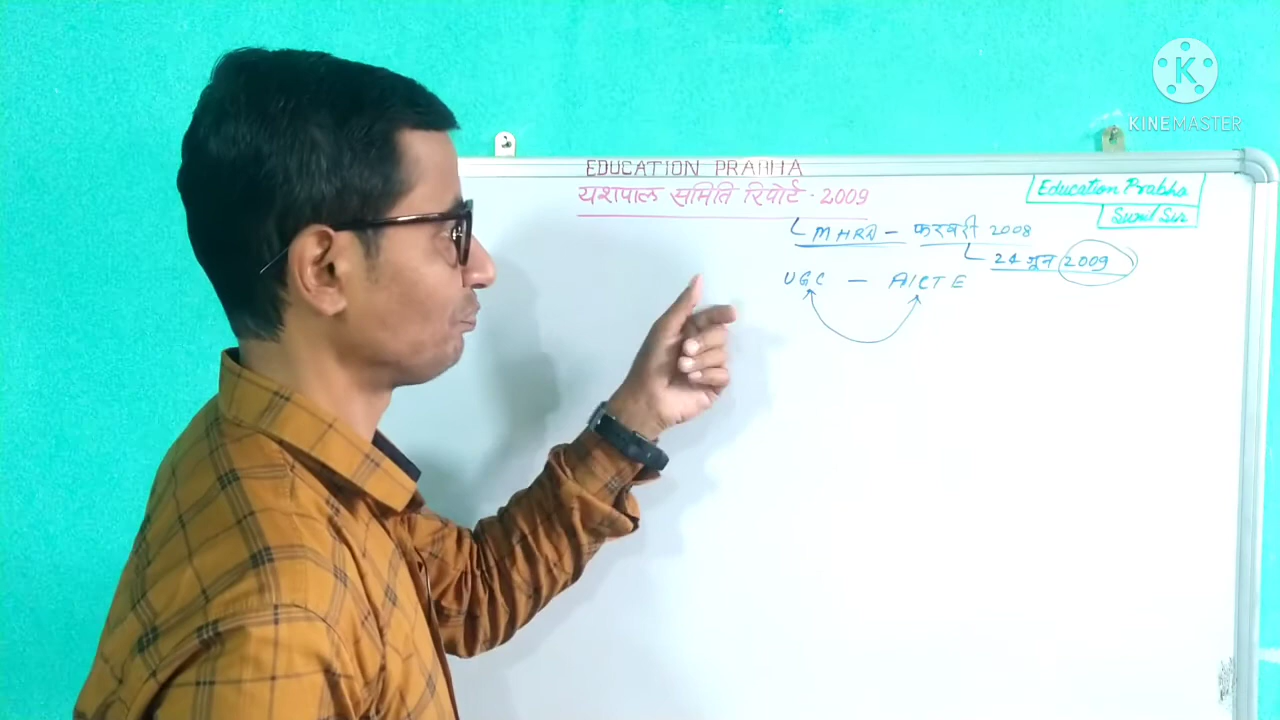 KINEMASTER
EDUCATION PRABHA
यशपाल समिति रिपोर्ट - 2009
Education Prabha
Sunil Sir
MHRD - फरवरी 2008
24 जून 2009
UGC - AICTE